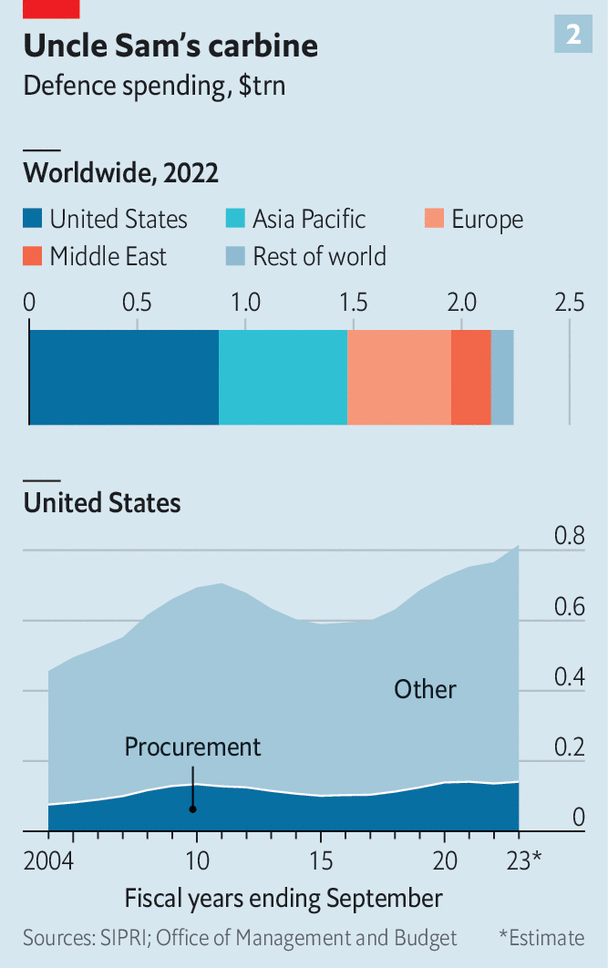 Uncle Sam's carbine
2
Defence spending, $trn
Worldwide, 2022
United States
Asia Pacific
Europe
Middle East
Rest of world
0 0.5 1.0 1.5 2.0 2.5
United States
0.8
0.6
Other
0.4
Procurement
0.2
0
2004 10 15 20 23*
Fiscal years ending September
Sources: SIPRI; Office of Management and Budget *Estimate